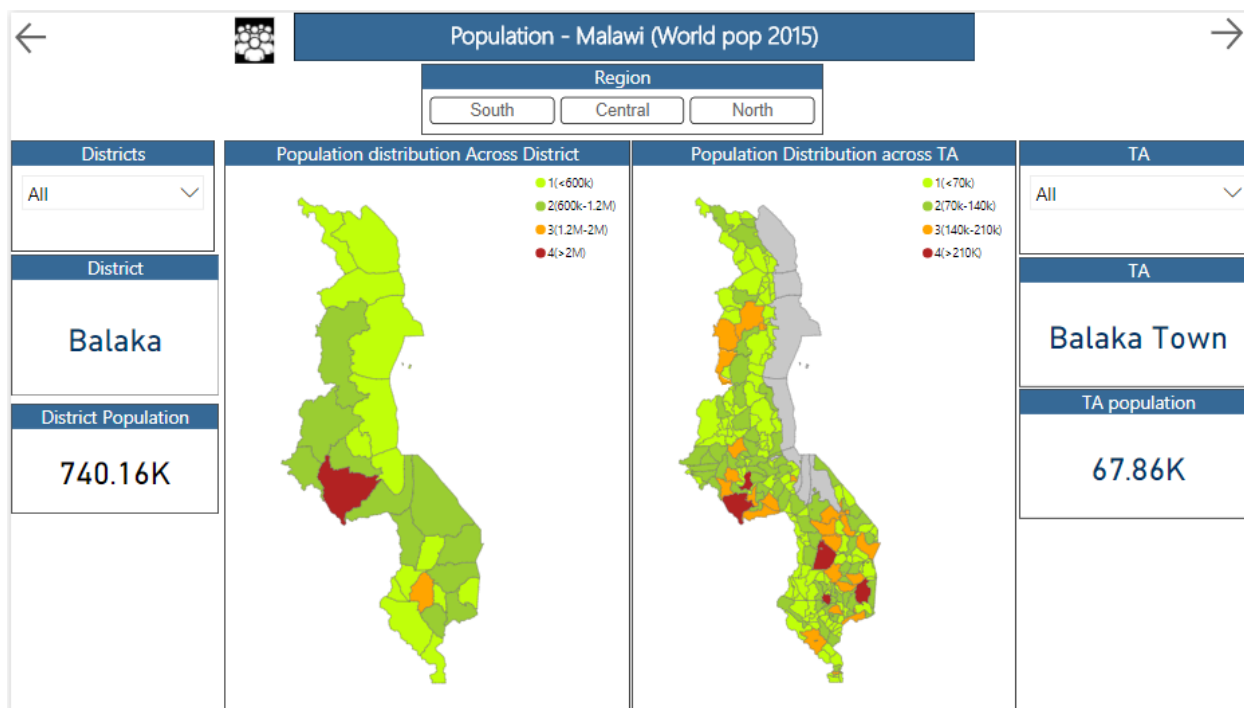 Population - Malawi (World pop 2015)
Region
South Central North
Districts
All
District
Balaka
District Population
740.16K
Population distribution Across District
1(<600k)
2(600k-1.2M)
3(1.2M-2M)
4(>2M)
Population Distribution across TA
1(<70k)
2(70k-140k)
3(140k-210k)
4(>210K)
TA
All
TA
Balaka Town
TA population
67.86K